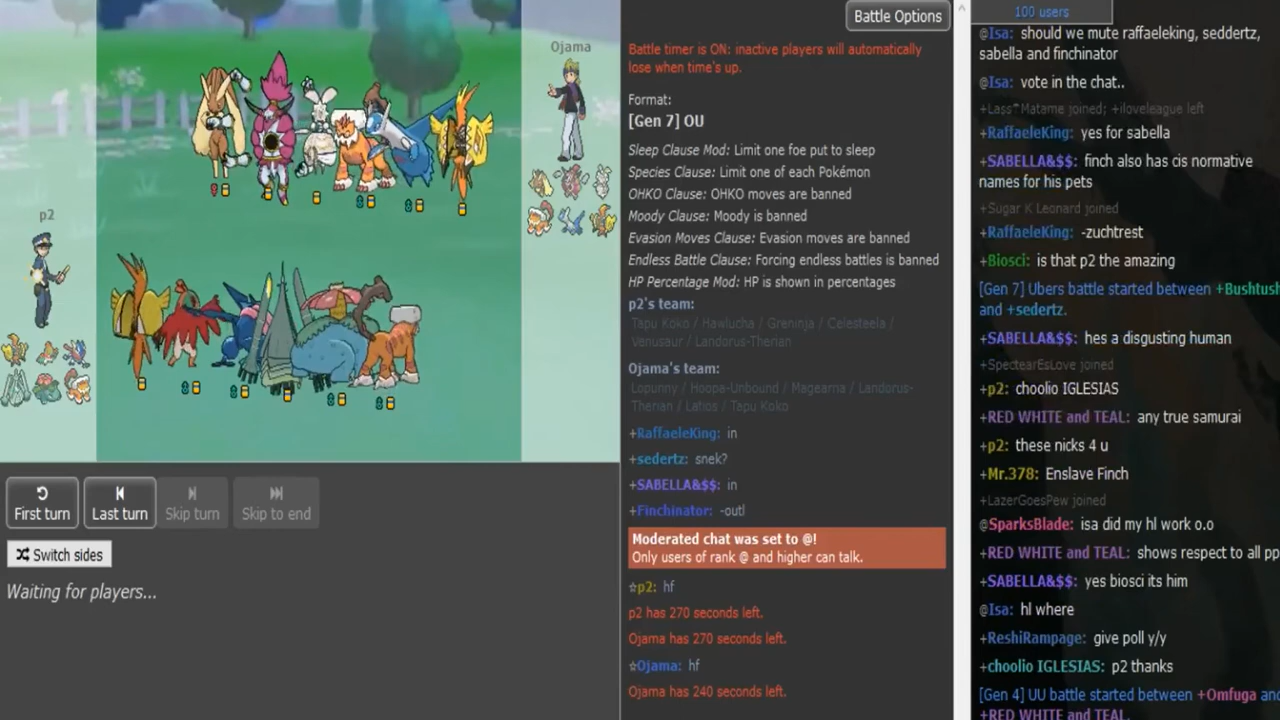 Ojama
p2
First turn
Last turn
Skip turn
Skip to end
Switch sides
Waiting for players...
Battle Options
Battle timer is ON: inactive players will automatically
lose when time's up.
Format:
[Gen 7] OU
Sleep Clause Mod: Limit one foe put to sleep
Species Clause: Limit one of each Pokémon
OHKO Clause: OHKO moves are banned
Moody Clause: Moody is banned
Evasion Moves Clause: Evasion moves are banned
Endless Battle Clause: Forcing endless battles is banned
HP Percentage Mod: HP is shown in percentages
p2's team:
Tapu Koko / Hawlucha / Greninja / Celesteela /
Venusaur / Landorus-Therian
Ojama's team:
Lopunny / Hoopa-Unbound / Magearna / Landorus-
Therian / Latios / Tapu Koko
+RaffaeleKing: in
+sedertz: snek?
+SABELLA&$$: in
+Finchinator: -outl
Moderated chat was set to @!
Only users of rank @ and higher can talk.
☆p2: hf
p2 has 270 seconds left.
Ojama has 270 seconds left.
☆Ojama: hf
Ojama has 240 seconds left.
100 users
@Isa: should we mute raffaeleking, seddertz,
sabella and finchinator
@Isa: vote in the chat..
+Lass☂Matame joined; +iloveleague left
+RaffaeleKing: yes for sabella
+SABELLA&$$: finch also has cis normative
names for his pets
+Sugar K Leonard joined
+RaffaeleKing: -zuchtrest
+Biosci: is that p2 the amazing
[Gen 7] Ubers battle started between +Bushtush
and +sedertz.
+SABELLA&$$: hes a disgusting human
+SpectearEsLove joined
+p2: choolio IGLESIAS
+RED WHITE and TEAL: any true samurai
+p2: these nicks 4 u
+Mr.378: Enslave Finch
+LazerGoesPew joined
@SparksBlade: isa did my hl work o.o
+RED WHITE and TEAL: shows respect to all pp
+SABELLA&$$: yes biosci its him
@Isa: hl where
+ReshiRampage: give poll y/y
+choolio IGLESIAS: p2 thanks
[Gen 4] UU battle started between +Omfuga and
+RED WHITE and TEAL.